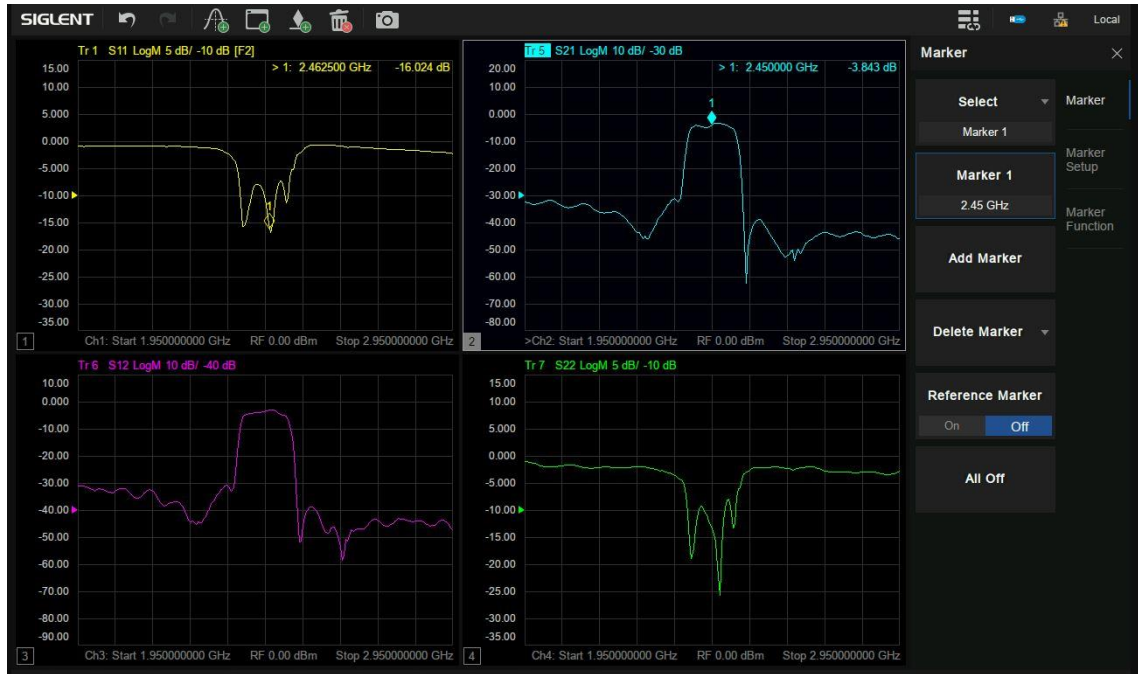 SIGLENT
Local
Tr 1 S11 LogM 5 dB/ -10 dB [F2]
> 1: 2.462500 GHz -16.024 dB
15.00
10.00
5.000
0.000
-5.000
-10.00
-15.00
-20.00
-25.00
-30.00
-35.00
1
1
Ch1: Start 1.950000000 GHz RF 0.00 dBm Stop 2.950000000 GHz
Tr 5 S21 LogM 10 dB/ -30 dB
> 1: 2.450000 GHz -3.843 dB
20.00
10.00
0.000
-10.00
-20.00
-30.00
-40.00
-50.00
-60.00
-70.00
-80.00
1
2
>Ch2: Start 1.950000000 GHz RF 0.00 dBm Stop 2.950000000 GHz
Tr 6 S12 LogM 10 dB/ -40 dB
10.00
0.000
-10.00
-20.00
-30.00
-40.00
-50.00
-60.00
-70.00
-80.00
-90.00
3
Ch3: Start 1.950000000 GHz RF 0.00 dBm Stop 2.950000000 GHz
Tr 7 S22 LogM 5 dB/ -10 dB
15.00
10.00
5.000
0.000
-5.000
-10.00
-15.00
-20.00
-25.00
-30.00
-35.00
4
Ch4: Start 1.950000000 GHz RF 0.00 dBm Stop 2.950000000 GHz
Marker
Select
Marker 1
Marker 1
2.45 GHz
Add Marker
Delete Marker
Reference Marker
On Off
All Off
Marker
Marker
Setup
Marker
Function